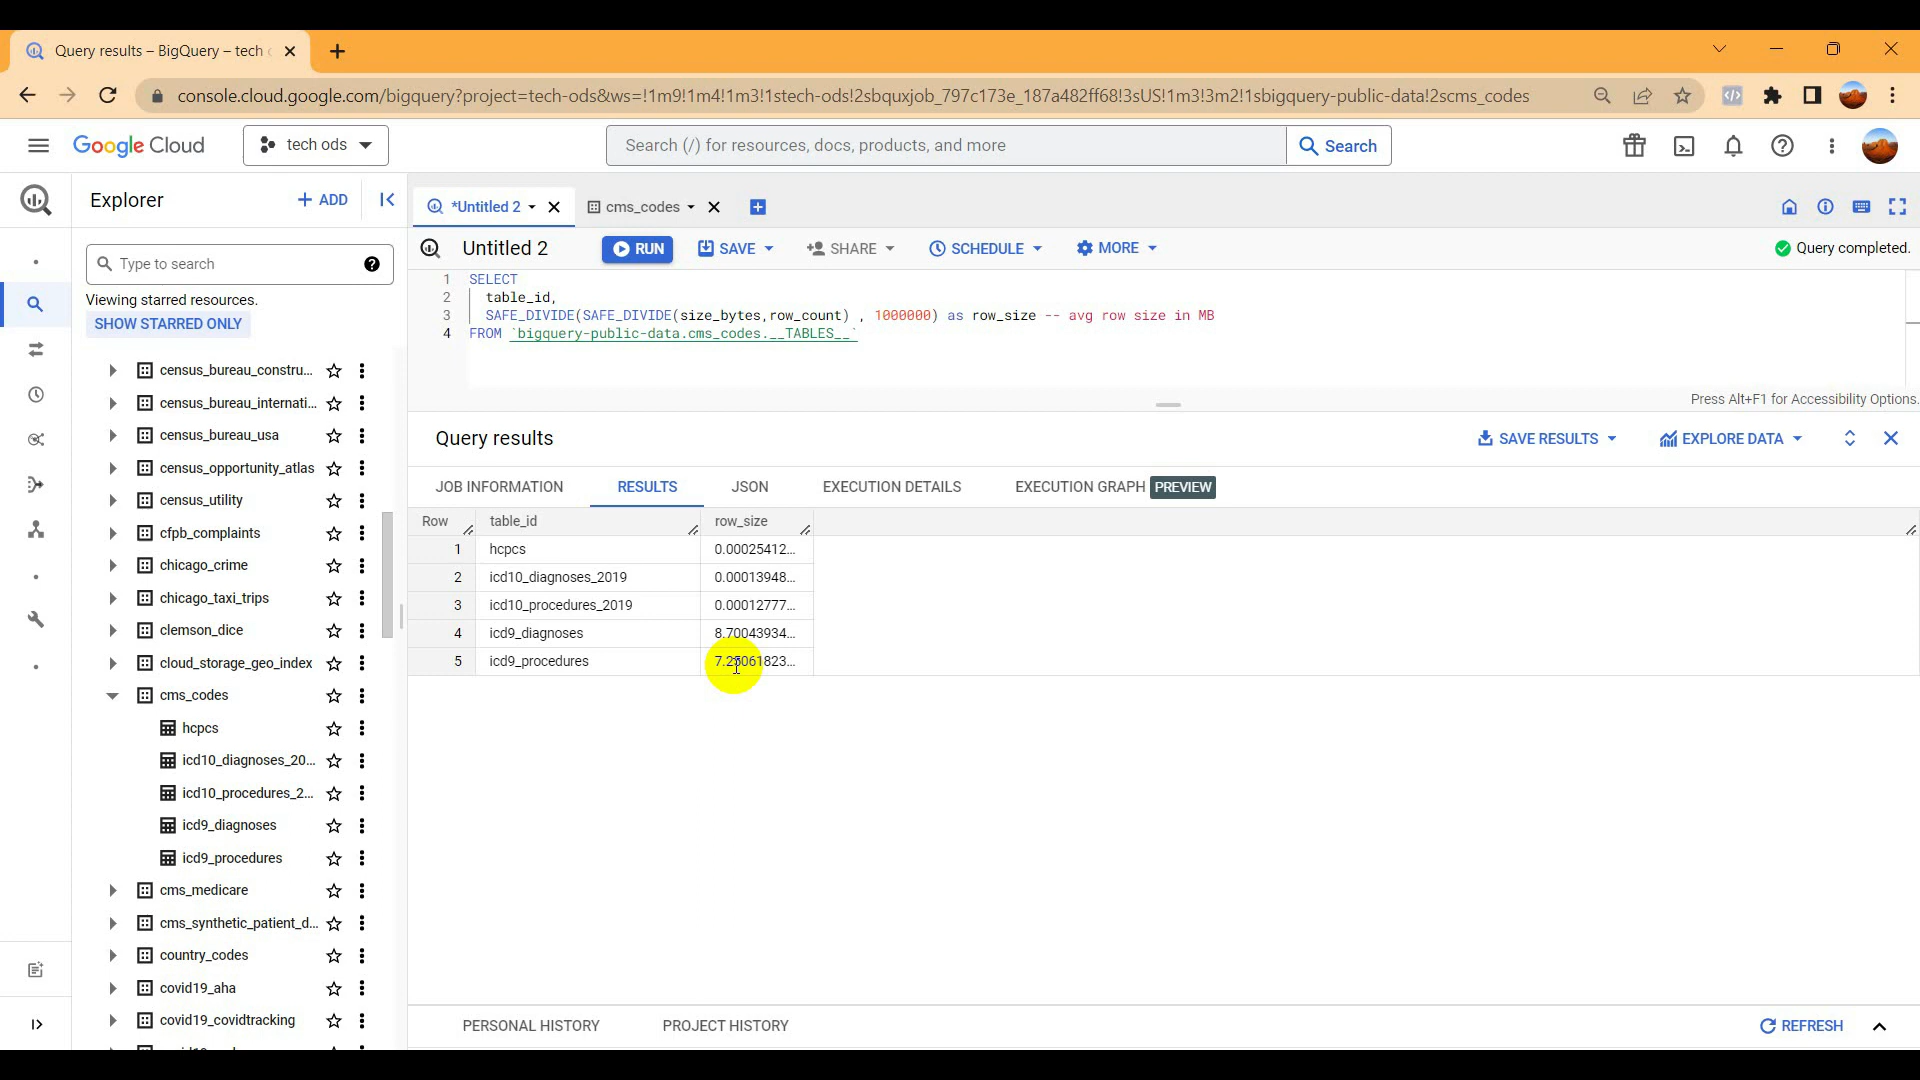 Query results – BigQuery – tech
console.cloud.google.com/bigquery?project=tech-ods&ws=!1m9!1m4!1m3!1stech-ods!2sbquxjob_797c173e_187a482ff68!3sUS!1m3!3m2!1sbigquery-public-data!2scms_codes
Google Cloud
tech ods
Search (/) for resources, docs, products, and more
Search
Explorer
+ ADD
*Untitled 2
cms_codes
Untitled 2
RUN
SAVE
SHARE
SCHEDULE
MORE
Query completed.
Type to search
Viewing starred resources.
SHOW STARRED ONLY
census_bureau_constru...
census_bureau_internati...
census_bureau_usa
census_opportunity_atlas
census_utility
cfpb_complaints
chicago_crime
chicago_taxi_trips
clemson_dice
cloud_storage_geo_index
cms_codes
hcpcs
icd10_diagnoses_20...
icd10_procedures_2...
icd9_diagnoses
icd9_procedures
cms_medicare
cms_synthetic_patient_d...
country_codes
covid19_aha
covid19_covidtracking
1 SELECT
2 table_id,
3 SAFE_DIVIDE(SAFE_DIVIDE(size_bytes,row_count) , 1000000) as row_size -- avg row size in MB
4 FROM `bigquery-public-data.cms_codes.__TABLES__`
Press Alt+F1 for Accessibility Options.
Query results
SAVE RESULTS
EXPLORE DATA
JOB INFORMATION
RESULTS
JSON
EXECUTION DETAILS
EXECUTION GRAPH PREVIEW
Row table_id row_size
1 hcpcs 0.00025412...
2 icd10_diagnoses_2019 0.00013948...
3 icd10_procedures_2019 0.00012777...
4 icd9_diagnoses 8.70043934...
5 icd9_procedures
PERSONAL HISTORY
PROJECT HISTORY
REFRESH